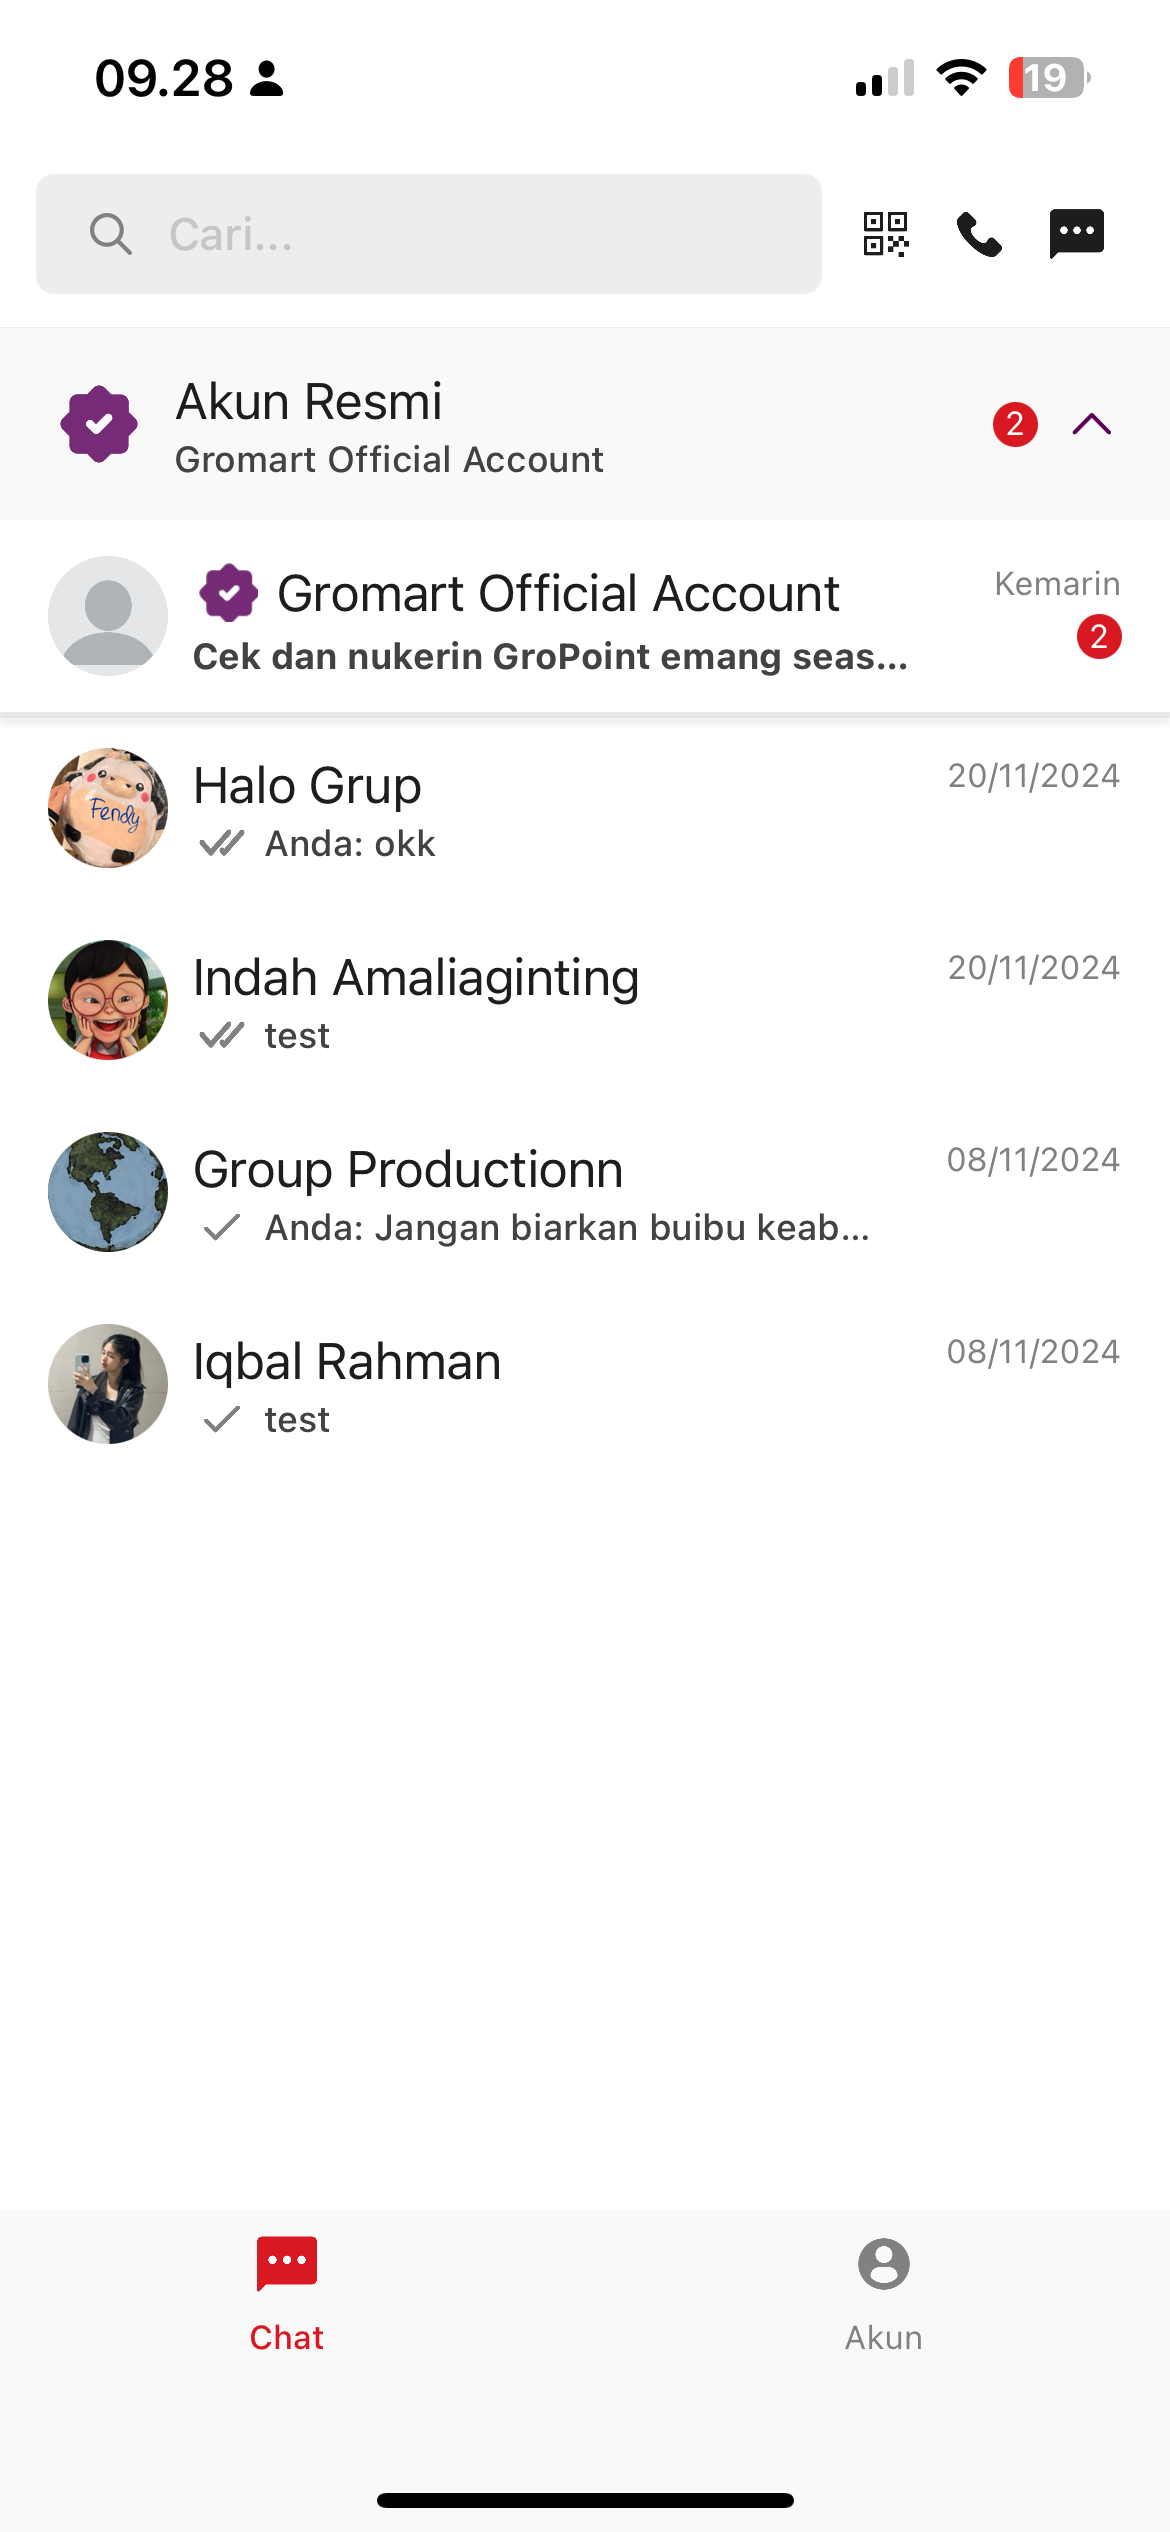 09.28
19
Cari...
Akun Resmi
Gromart Official Account
2
Gromart Official Account
Kemarin
Cek dan nukerin GroPoint emang seas...
2
Fendy
Halo Grup
20/11/2024
Anda: okk
Indah Amaliaginting
20/11/2024
test
Group Productionn
08/11/2024
Anda: Jangan biarkan buibu keab...
Iqbal Rahman
08/11/2024
test
Chat
Akun